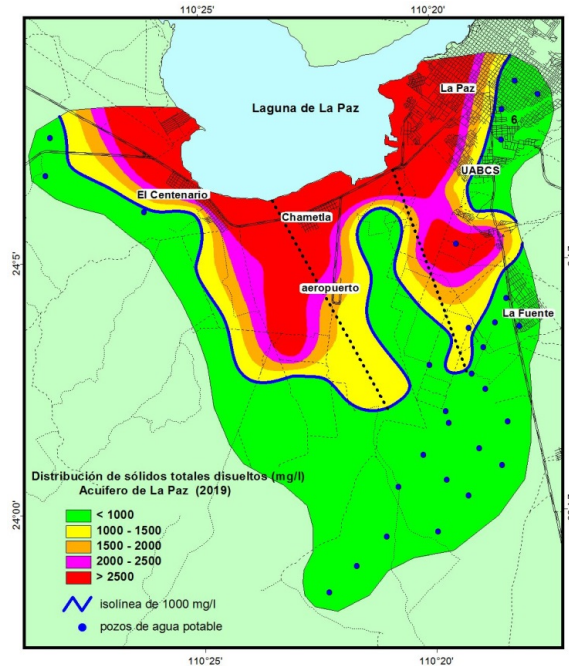 110°25'
110°20'
Laguna de La Paz
La Paz
6
UABCS
El Centenario
Chametla
24°5'
aeropuerto
La Fuente
Distribución de sólidos totales disueltos (mg/l)
Acuifero de La Paz (2019)
24°00'
< 1000
1000 - 1500
1500 - 2000
2000 - 2500
> 2500
isolínea de 1000 mg/l
pozos de agua potable
110°25'
110°20'